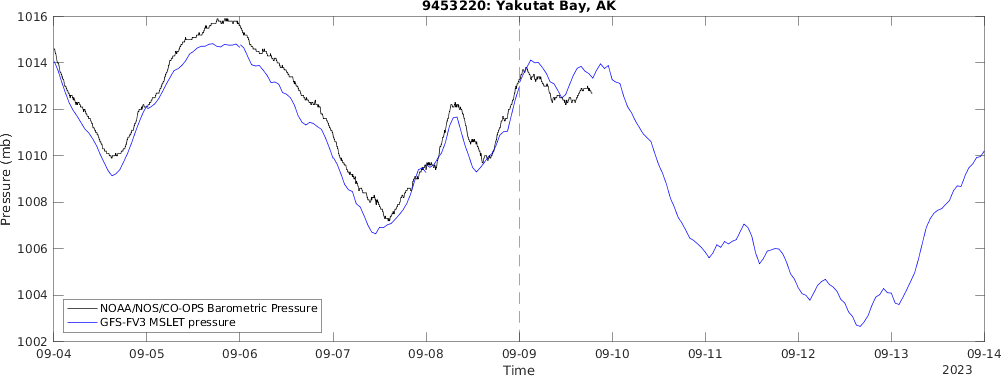 9453220: Yakutat Bay, AK
Pressure (mb)
1016
1014
1012
1010
1008
1006
1004
1002
NOAA/NOS/CO-OPS Barometric Pressure
GFS-FV3 MSLET pressure
09-04 09-05 09-06 09-07 09-08 09-09 09-10 09-11 09-12 09-13 09-14
Time
2023